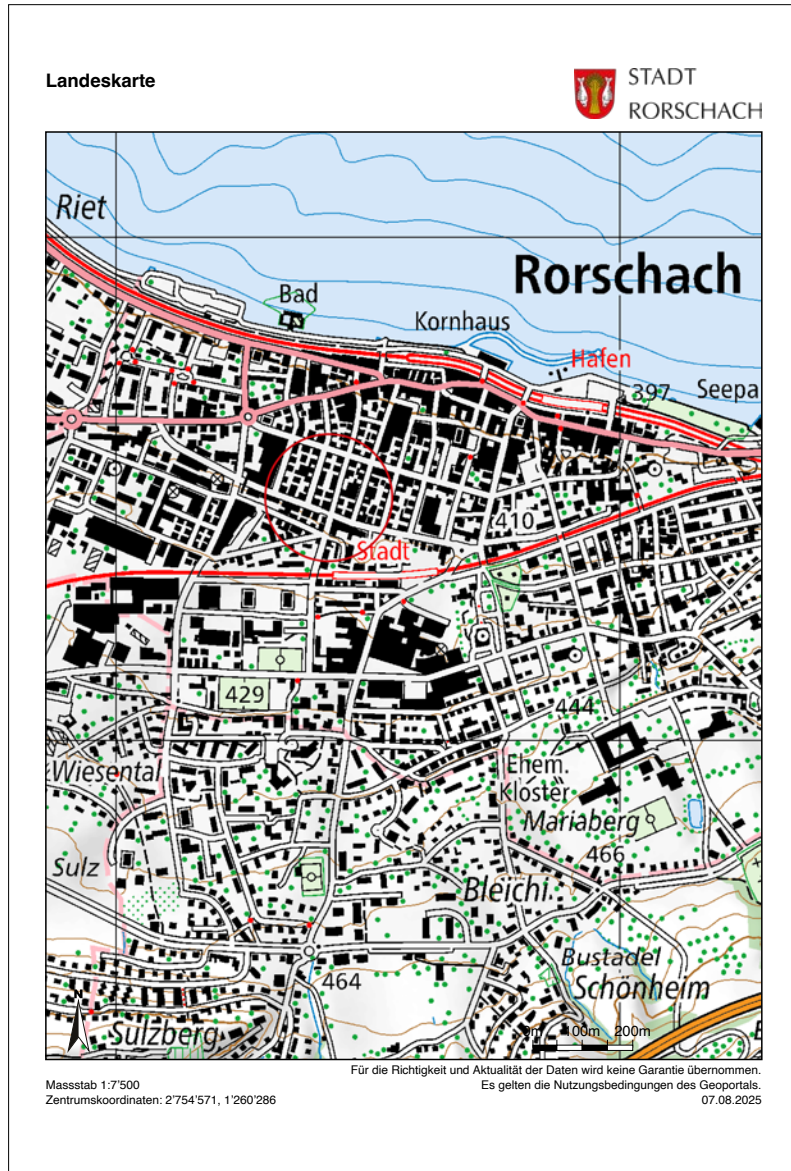 Landeskarte
STADT
RORSCHACH
Riet
Rorschach
Bad
Kornhaus
Hafen
397
Seepa
410
Stadt
429
444
Wiesental
Ehem.
Kloster
Mariaberg
466
Sulz
Bleichi
Bustadel
464
Schönheim
N
Sulzberg
0m 100m 200m
Für die Richtigkeit und Aktualität der Daten wird keine Garantie übernommen.
Massstab 1:7'500
Es gelten die Nutzungsbedingungen des Geoportals.
Zentrumskoordinaten: 2'754'571, 1'260'286
07.08.2025